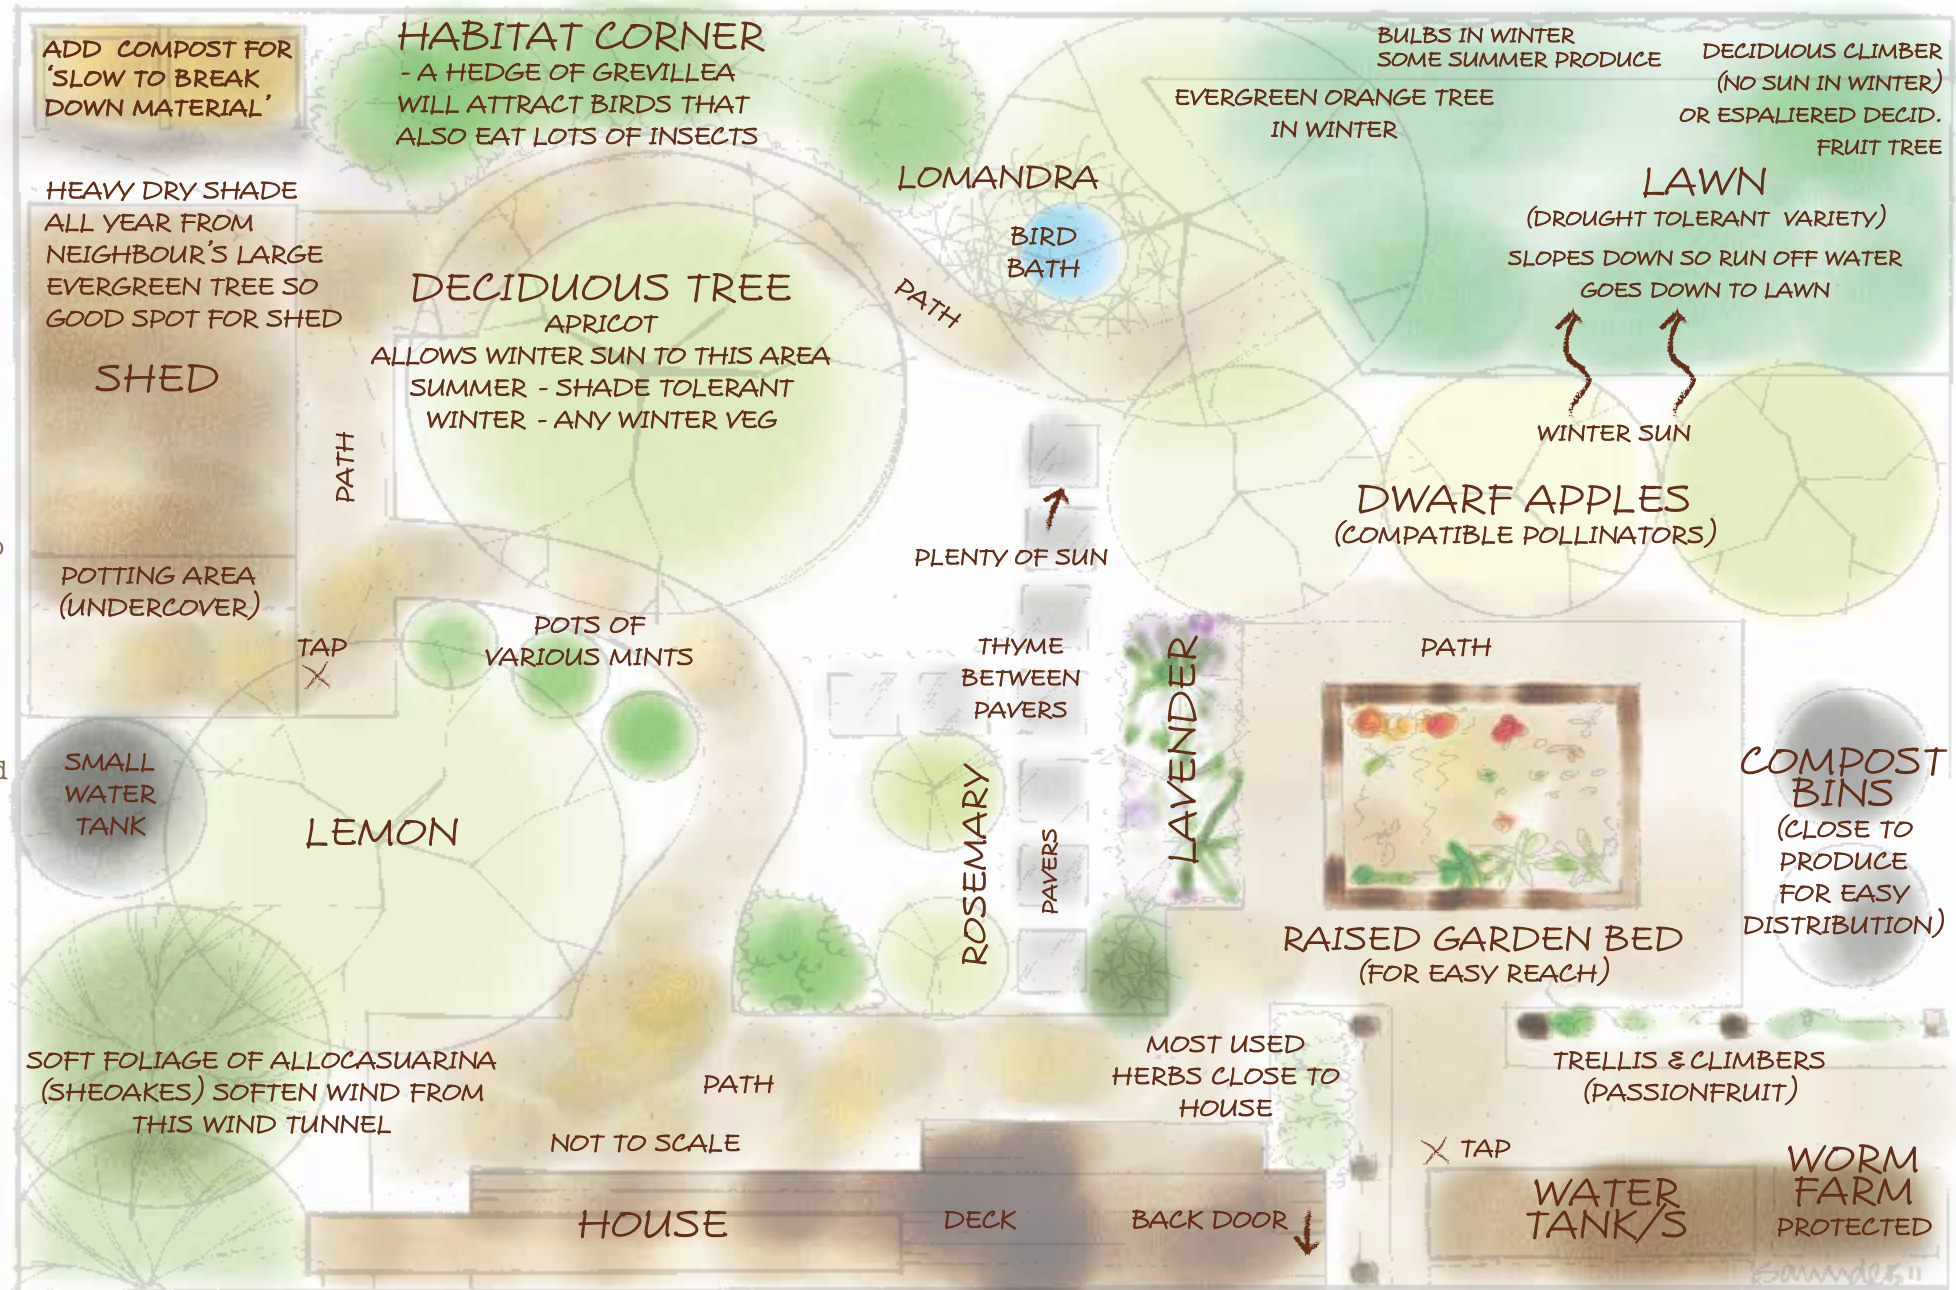 ADD COMPOST FOR
'SLOW TO BREAK
DOWN MATERIAL'
HABITAT CORNER
- A HEDGE OF GREVILLEA
WILL ATTRACT BIRDS THAT
ALSO EAT LOTS OF INSECTS
BULBS IN WINTER
SOME SUMMER PRODUCE
EVERGREEN ORANGE TREE
IN WINTER
DECIDUOUS CLIMBER
(NO SUN IN WINTER)
OR ESPALIERED DECID.
FRUIT TREE
LAWN
(DROUGHT TOLERANT VARIETY)
SLOPES DOWN SO RUN OFF WATER
GOES DOWN TO LAWN
LOMANDRA
BIRD
BATH
PATH
HEAVY DRY SHADE
ALL YEAR FROM
NEIGHBOUR'S LARGE
EVERGREEN TREE SO
GOOD SPOT FOR SHED
SHED
PATH
DECIDUOUS TREE
APRICOT
ALLOWS WINTER SUN TO THIS AREA
SUMMER - SHADE TOLERANT
WINTER - ANY WINTER VEG
WINTER SUN
DWARF APPLES
(COMPATIBLE POLLINATORS)
PLENTY OF SUN
POTTING AREA
(UNDERCOVER)
TAP
POTS OF
VARIOUS MINTS
THYME
BETWEEN
PAVERS
LAVENDER
PATH
SMALL
WATER
TANK
LEMON
ROSEMARY
PAVERS
COMPOST
BINS
(CLOSE TO
PRODUCE
FOR EASY
DISTRIBUTION)
RAISED GARDEN BED
(FOR EASY REACH)
SOFT FOLIAGE OF ALLOCASUARINA
(SHEOAKES) SOFTEN WIND FROM
THIS WIND TUNNEL
PATH
MOST USED
HERBS CLOSE TO
HOUSE
TRELLIS & CLIMBERS
(PASSIONFRUIT)
NOT TO SCALE
TAP
HOUSE
DECK
BACK DOOR
WATER
TANK/S
WORM
FARM
PROTECTED